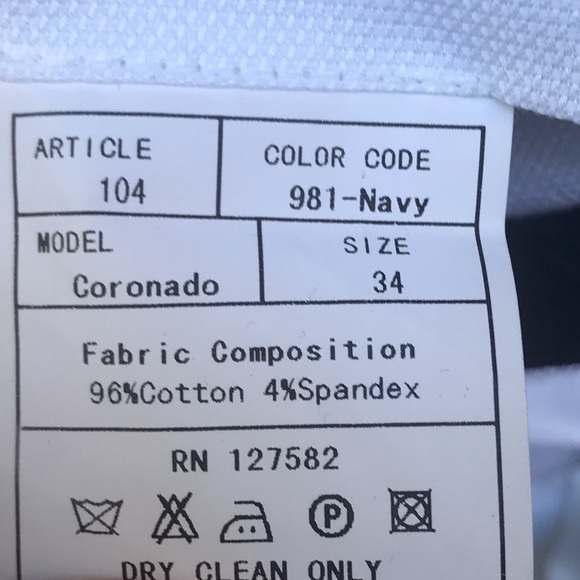 ARTICLE
104
COLOR CODE
981-Navy
MODEL
Coronado
SIZE
34
Fabric Composition
96%Cotton 4%Spandex
RN 127582
P
DRY CLEAN ONLY